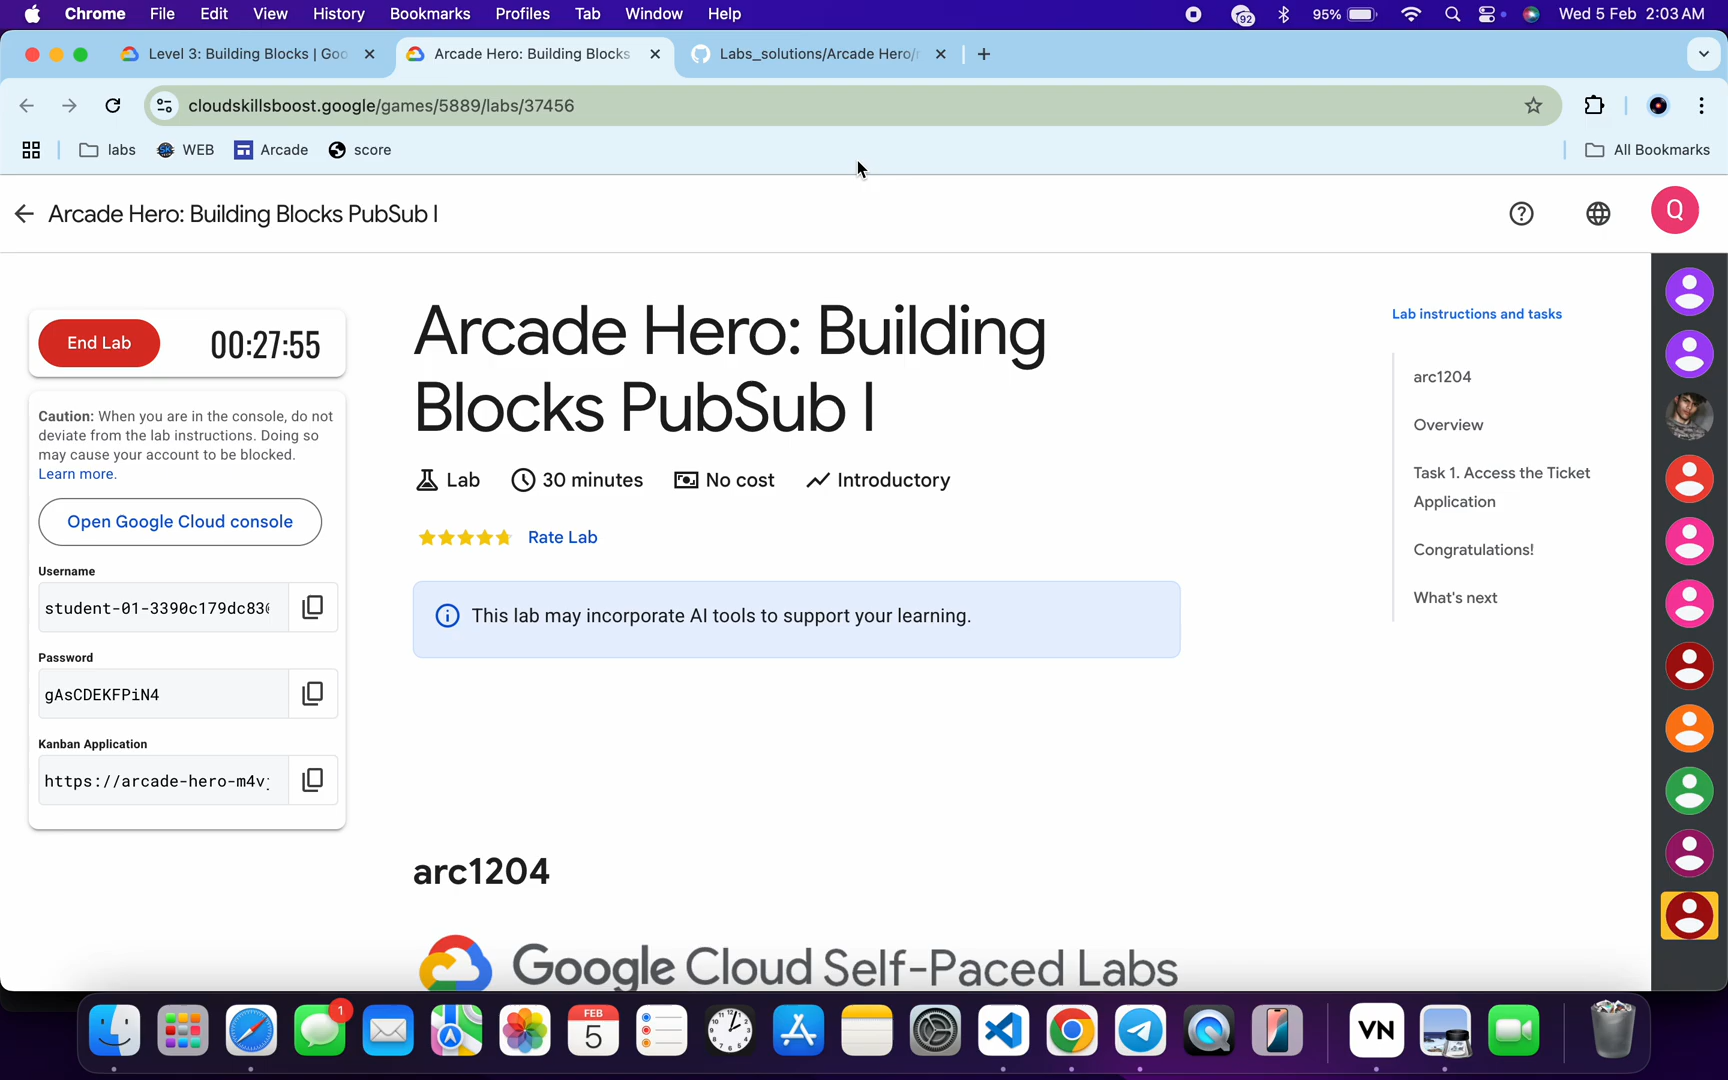 Chrome File Edit View History Bookmarks Profiles Tab Window Help
92 95% Wed 5 Feb 2:03 AM
Level 3: Building Blocks | Goo
Arcade Hero: Building Blocks
Labs_solutions/Arcade Hero/
cloudskillsboost.google/games/5889/labs/37456
labs WEB Arcade score All Bookmarks
Arcade Hero: Building Blocks PubSub I
Q
End Lab 00:27:55
Caution: When you are in the console, do not
deviate from the lab instructions. Doing so
may cause your account to be blocked.
Learn more.
Open Google Cloud console
Username
student-01-3390c179dc83
Password
gAsCDEKFPiN4
Kanban Application
https://arcade-hero-m4v
Arcade Hero: Building
Blocks PubSub I
Lab 30 minutes No cost Introductory
Rate Lab
This lab may incorporate AI tools to support your learning.
arc1204
Google Cloud Self-Paced Labs
Lab instructions and tasks
arc1204
Overview
Task 1. Access the Ticket
Application
Congratulations!
What's next
1
FEB
5
VN